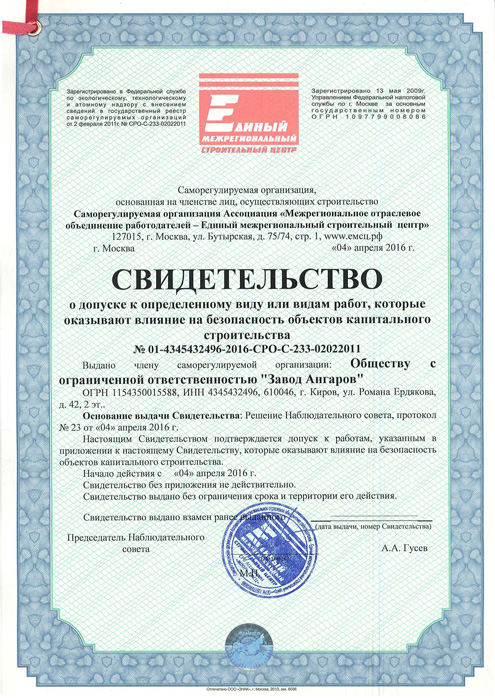 Зарегистрировано в Федеральной службе
по экологическому, технологическому
и атомному надзору с внесением
сведений в государственный реестр
саморегулируемых организаций
от 2 февраля 2011г. № СРО-С-233-02022011
Зарегистрировано 13 мая 2009г.
Управлением Федеральной налоговой
службы по г. Москве за основным
государственным номером
ОГРН 1097799008086
ЕДИНЫЙ
МЕЖРЕГИОНАЛЬНЫЙ
СТРОИТЕЛЬНЫЙ ЦЕНТР
Саморегулируемая организация,
основанная на членстве лиц, осуществляющих строительство
Саморегулируемая организация Ассоциация «Межрегиональное отраслевое
объединение работодателей – Единый межрегиональный строительный центр»
127015, г. Москва, ул. Бутырская, д. 75/74, стр. 1, www.емсц.рф
г. Москва «04» апреля 2016 г.
СВИДЕТЕЛЬСТВО
о допуске к определенному виду или видам работ, которые
оказывают влияние на безопасность объектов капитального
строительства
№ 01-4345432496-2016-СРО-С-233-02022011
Выдано члену саморегулируемой организации: Обществу с
ограниченной ответственностью "Завод Ангаров"
ОГРН 1154350015588, ИНН 4345432496, 610046, г. Киров, ул. Романа Ердякова,
д. 42, 2 эт..
Основание выдачи Свидетельства: Решение Наблюдательного совета, протокол
№ 23 от «04» апреля 2016 г.
Настоящим Свидетельством подтверждается допуск к работам, указанным в
приложении к настоящему Свидетельству, которые оказывают влияние на безопасность
объектов капитального строительства.
Начало действия с «04» апреля 2016 г.
Свидетельство без приложения не действительно.
Свидетельство выдано без ограничения срока и территории его действия.
Свидетельство выдано взамен ранее выданного
(дата выдачи, номер Свидетельства)
Председатель Наблюдательного
совета
А.А. Гусев
М.П.
Отпечатано ООО «ЗНАК», г. Москва, 2013, зак. 6036